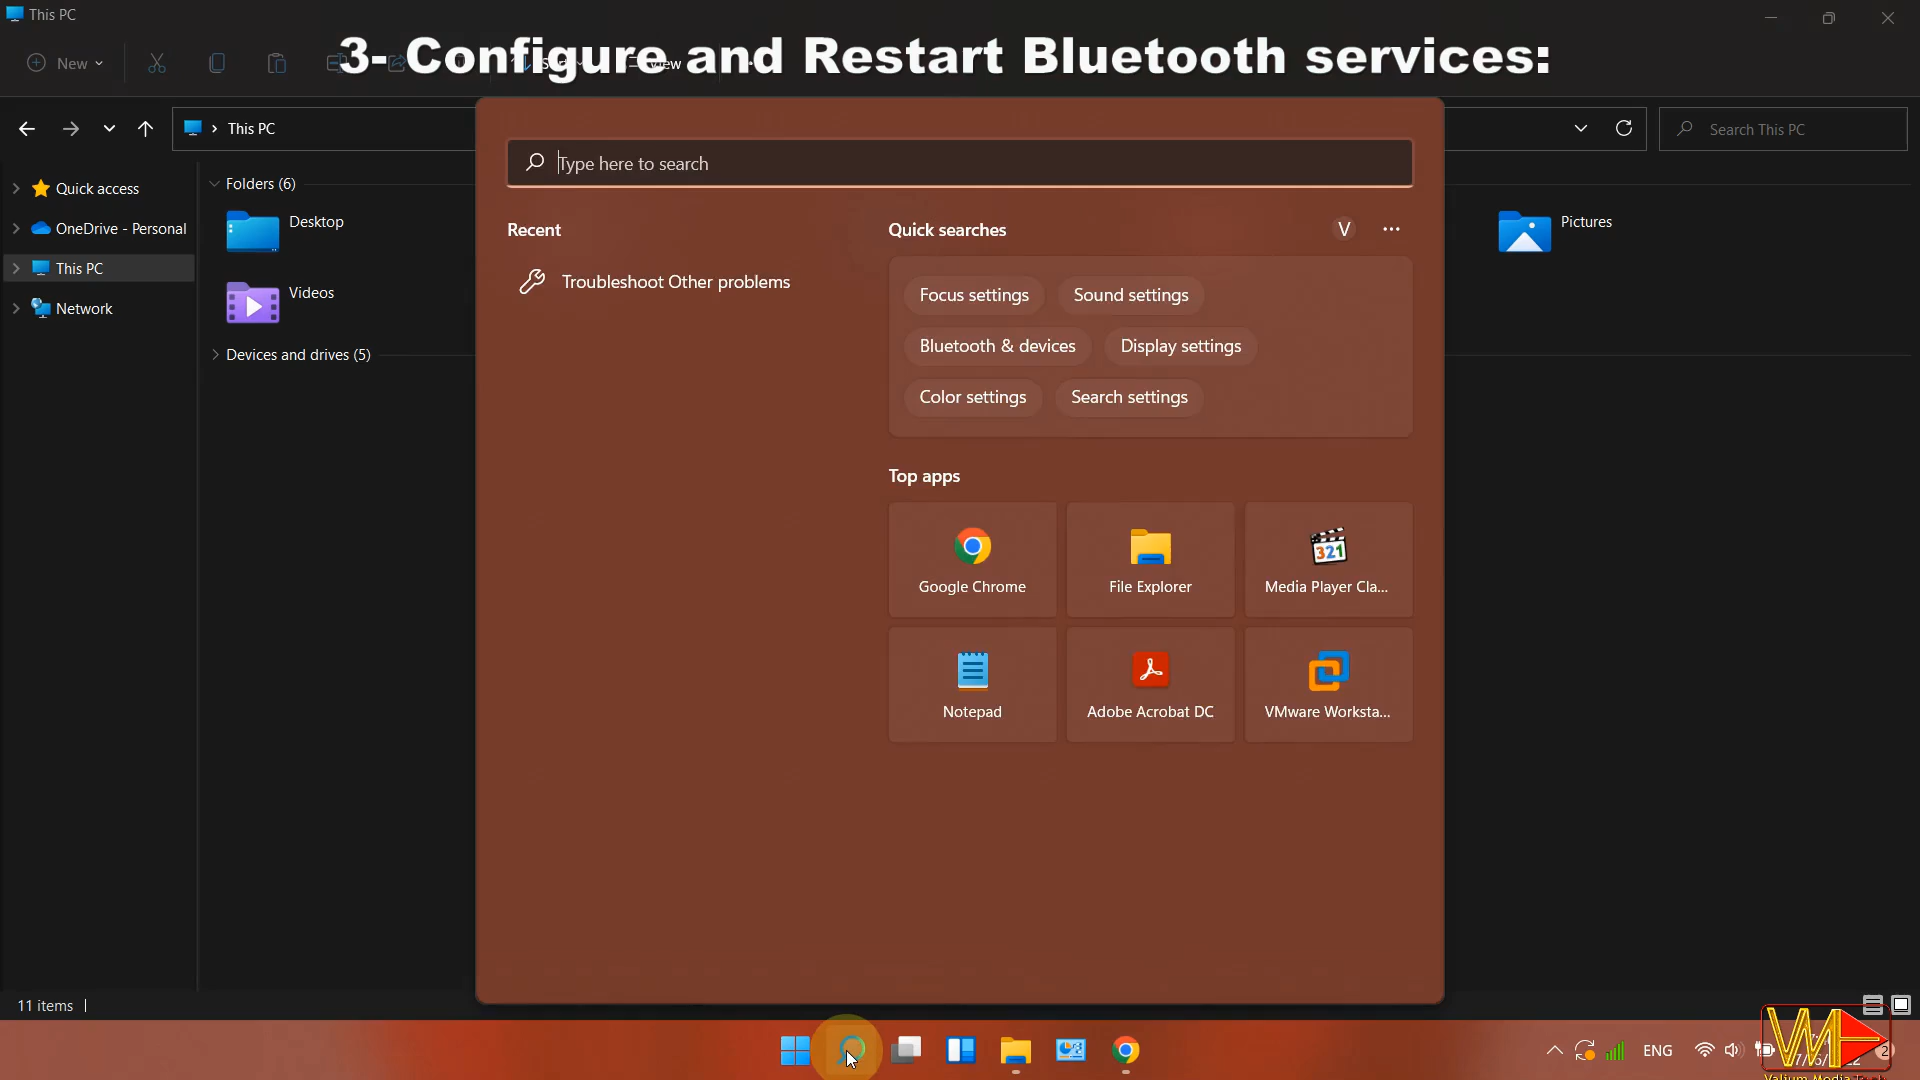 This PC
3- Configure and Restart Bluetooth services:
New
This PC
Search This PC
Type here to search
Quick access
Folders (6)
OneDrive - Personal
Desktop
Pictures
Recent
Quick searches
V
This PC
Troubleshoot Other problems
Focus settings
Sound settings
Network
Videos
Bluetooth & devices
Display settings
Devices and drives (5)
Color settings
Search settings
Top apps
321
Google Chrome
File Explorer
Media Player Cla...
Notepad
Adobe Acrobat DC
VMware Worksta...
11 items
ENG
2